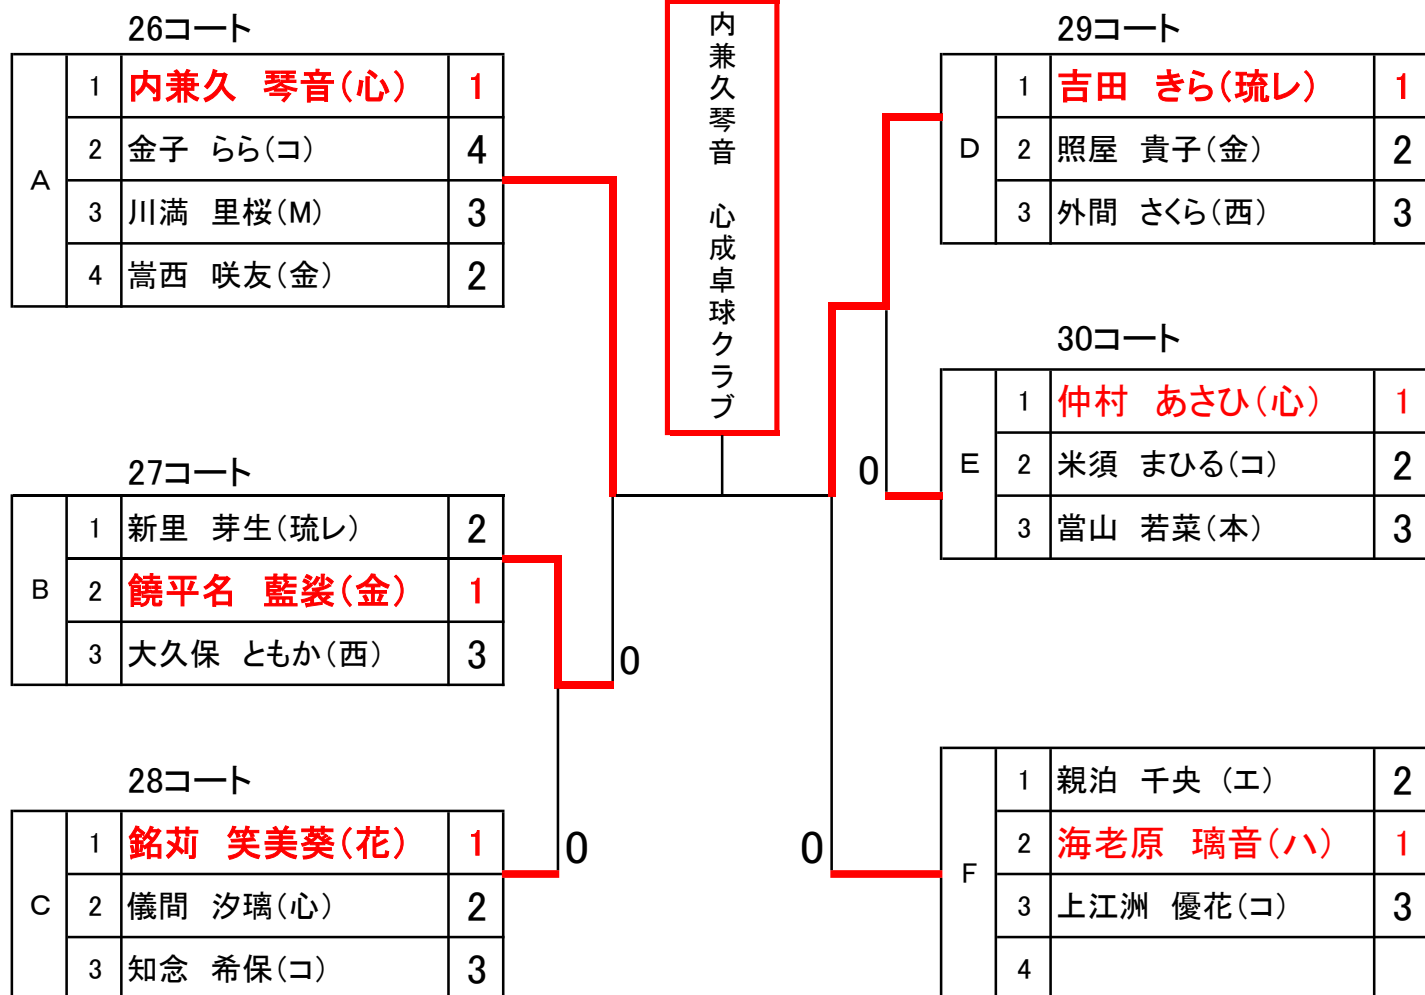 26コート
A
1 内兼久 琴音(心) 1
2 金子 らら(コ) 4
3 川満 里桜(M) 3
4 嵩西 咲友(金) 2
27コート
B
1 新里 芽生(琉レ) 2
2 饒平名 藍裟(金) 1
3 大久保 ともか(西) 3
0
28コート
C
1 銘苅 笑美葵(花) 1
2 儀間 汐璃(心) 2
3 知念 希保(コ) 3
0
内兼久琴音 心成卓球クラブ
29コート
D
1 吉田 きら(琉レ) 1
2 照屋 貴子(金) 2
3 外間 さくら(西) 3
30コート
0
E
1 仲村 あさひ(心) 1
2 米須 まひる(コ) 2
3 當山 若菜(本) 3
0
F
1 親泊 千央 (エ) 2
2 海老原 璃音(ハ) 1
3 上江洲 優花(コ) 3
4